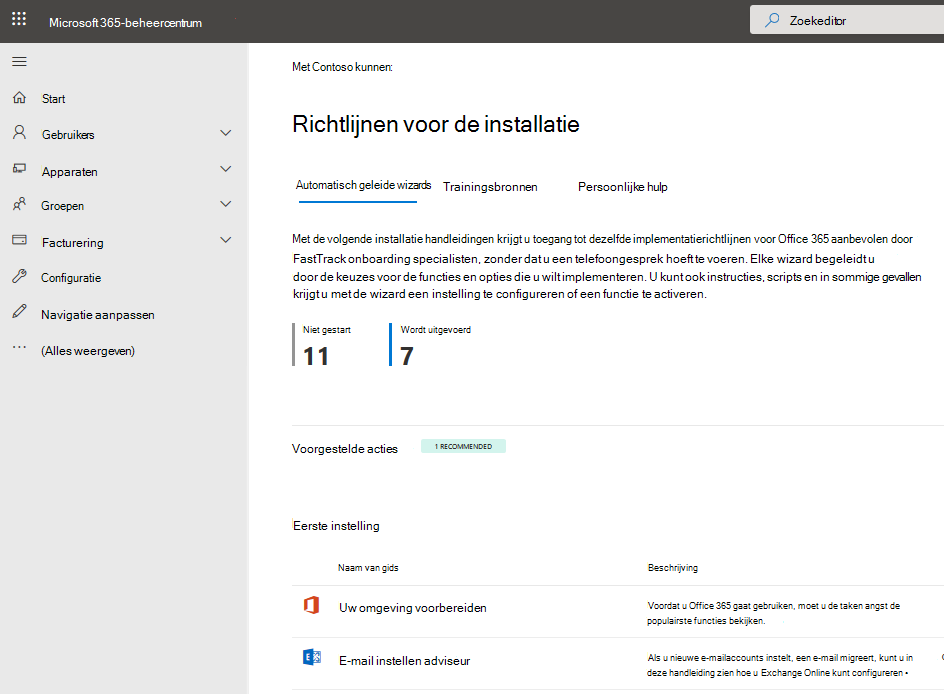 Microsoft 365-beheercentrum
Zoekeditor
Start
Gebruikers
Apparaten
Groepen
Facturering
Configuratie
Navigatie aanpassen
(Alles weergeven)
Met Contoso kunnen:
Richtlijnen voor de installatie
Automatisch geleide wizards
Trainingsbronnen
Persoonlijke hulp
Met de volgende installatie handleidingen krijgt u toegang tot dezelfde implementatierichtlijnen voor Office 365 aanbevolen door
FastTrack onboarding specialisten, zonder dat u een telefoongesprek hoeft te voeren. Elke wizard begeleidt u
door de keuzes voor de functies en opties die u wilt implementeren. U kunt ook instructies, scripts en in sommige gevallen
krijgt u met de wizard een instelling te configureren of een functie te activeren.
Niet gestart
Wordt uitgevoerd
11
7
Voorgestelde acties
1 RECOMMENDED
Eerste instelling
Naam van gids
Beschrijving
Uw omgeving voorbereiden
Voordat u Office 365 gaat gebruiken, moet u de taken angst de
populairste functies bekijken.
E-mail instellen adviseur
Als u nieuwe e-mailaccounts instelt, een e-mail migreert, kunt u in
deze handleiding zien hoe u Exchange Online kunt configureren •